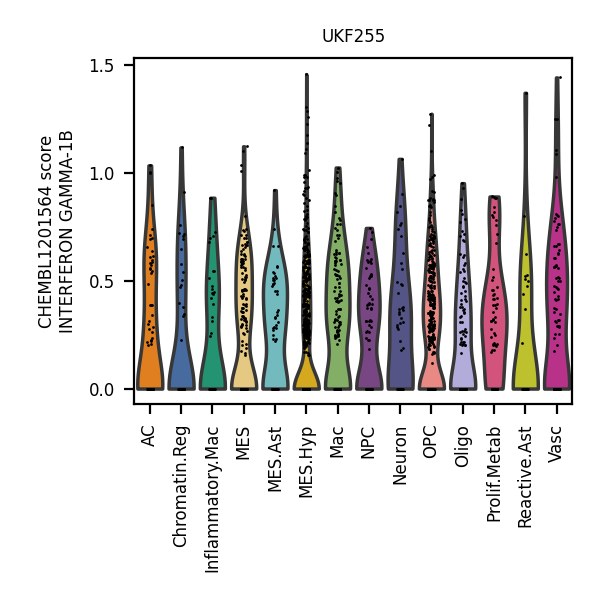 UKF255
CHEMBL1201564 score
INTERFERON GAMMA-1B
1.5
1.0
0.5
0.0
AC
Chromatin.Reg
Inflammatory.Mac
MES
MES.Ast
MES.Hyp
Mac
NPC
Neuron
OPC
Oligo
Prolif.Metab
Reactive.Ast
Vasc